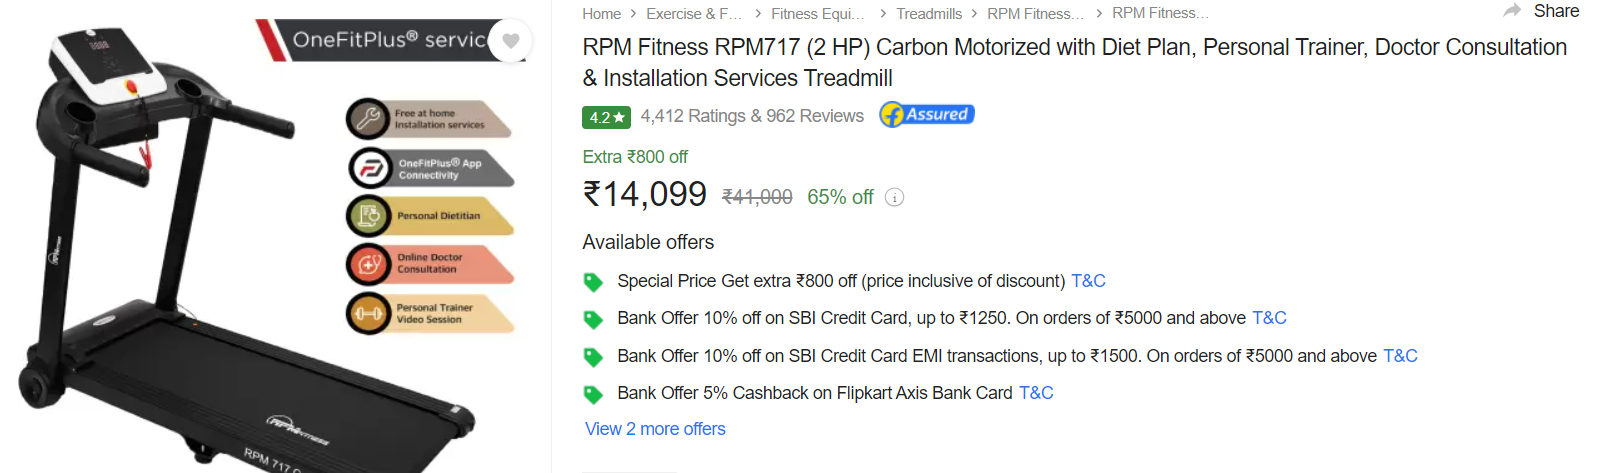 OneFitPlus® servic
Free at home
Installation services
OneFitPlus® App
Connectivity
Personal Dietitian
Online Doctor
Consultation
Personal Trainer
Video Session
RPM 717
Home > Exercise & F... > Fitness Equi... > Treadmills > RPM Fitness... > RPM Fitness...
Share
RPM Fitness RPM717 (2 HP) Carbon Motorized with Diet Plan, Personal Trainer, Doctor Consultation
& Installation Services Treadmill
4.2★ 4,412 Ratings & 962 Reviews Assured
Extra ₹800 off
₹14,099 ₹41,000 65% off i
Available offers
Special Price Get extra ₹800 off (price inclusive of discount) T&C
Bank Offer 10% off on SBI Credit Card, up to ₹1250. On orders of ₹5000 and above T&C
Bank Offer 10% off on SBI Credit Card EMI transactions, up to ₹1500. On orders of ₹5000 and above T&C
Bank Offer 5% Cashback on Flipkart Axis Bank Card T&C
View 2 more offers